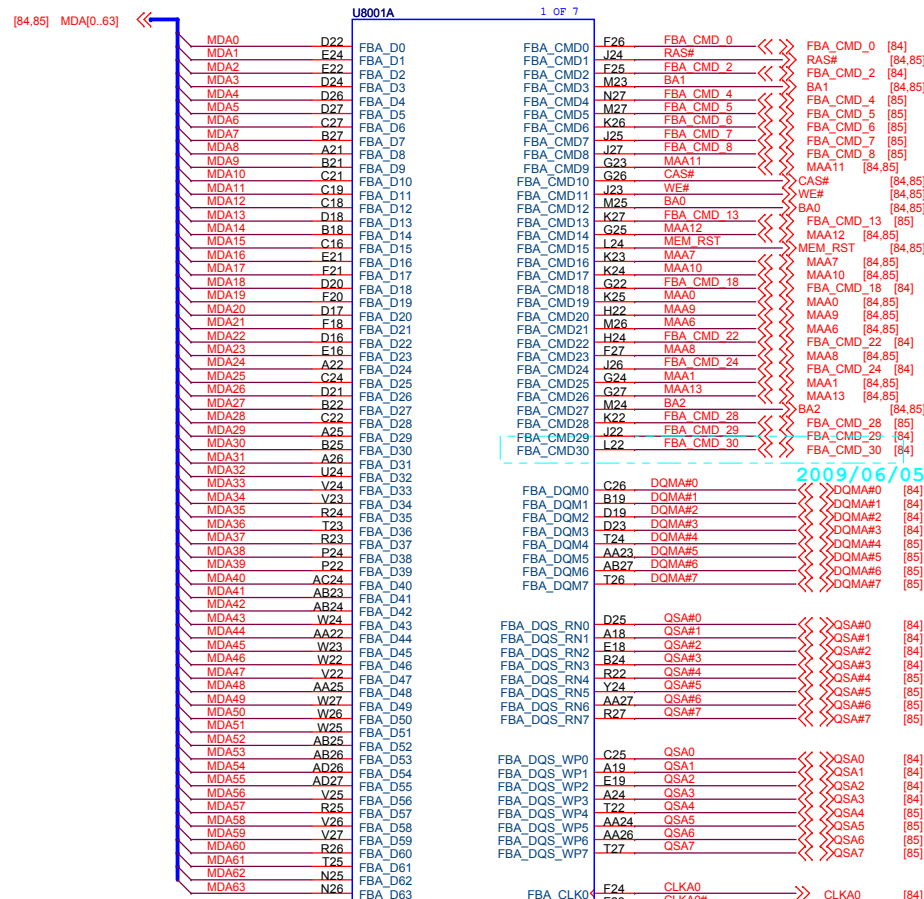 [84,85] MDA[0..63]
U8001A
1 OF 7
MDA0 D22 FBA_D0
MDA1 E24 FBA_D1
MDA2 E22 FBA_D2
MDA3 D24 FBA_D3
MDA4 D26 FBA_D4
MDA5 D27 FBA_D5
MDA6 C27 FBA_D6
MDA7 B27 FBA_D7
MDA8 A21 FBA_D8
MDA9 B21 FBA_D9
MDA10 C21 FBA_D10
MDA11 C19 FBA_D11
MDA12 C18 FBA_D12
MDA13 D18 FBA_D13
MDA14 B18 FBA_D14
MDA15 C16 FBA_D15
MDA16 E21 FBA_D16
MDA17 F21 FBA_D17
MDA18 D20 FBA_D18
MDA19 F20 FBA_D19
MDA20 D17 FBA_D20
MDA21 F18 FBA_D21
MDA22 D16 FBA_D22
MDA23 E16 FBA_D23
MDA24 A22 FBA_D24
MDA25 C24 FBA_D25
MDA26 D21 FBA_D26
MDA27 B22 FBA_D27
MDA28 C22 FBA_D28
MDA29 A25 FBA_D29
MDA30 B25 FBA_D30
MDA31 A26 FBA_D31
MDA32 U24 FBA_D32
MDA33 V24 FBA_D33
MDA34 V23 FBA_D34
MDA35 R24 FBA_D35
MDA36 T23 FBA_D36
MDA37 R23 FBA_D37
MDA38 P24 FBA_D38
MDA39 P22 FBA_D39
MDA40 AC24 FBA_D40
MDA41 AB23 FBA_D41
MDA42 AB24 FBA_D42
MDA43 W24 FBA_D43
MDA44 AA22 FBA_D44
MDA45 W23 FBA_D45
MDA46 W22 FBA_D46
MDA47 V22 FBA_D47
MDA48 AA25 FBA_D48
MDA49 W27 FBA_D49
MDA50 W26 FBA_D50
MDA51 W25 FBA_D51
MDA52 AB25 FBA_D52
MDA53 AB26 FBA_D53
MDA54 AD26 FBA_D54
MDA55 AD27 FBA_D55
MDA56 V25 FBA_D56
MDA57 R25 FBA_D57
MDA58 V26 FBA_D58
MDA59 V27 FBA_D59
MDA60 R26 FBA_D60
MDA61 T25 FBA_D61
MDA62 N25 FBA_D62
MDA63 N26 FBA_D63
FBA_CMD0 F26 FBA_CMD_0 FBA_CMD_0 [84]
FBA_CMD1 J24 RAS# RAS# [84,85]
FBA_CMD2 F25 FBA_CMD_2 FBA_CMD_2 [84]
FBA_CMD3 M23 BA1 BA1 [84,85]
FBA_CMD4 N27 FBA_CMD_4 FBA_CMD_4 [85]
FBA_CMD5 M27 FBA_CMD_5 FBA_CMD_5 [85]
FBA_CMD6 K26 FBA_CMD_6 FBA_CMD_6 [85]
FBA_CMD7 J25 FBA_CMD_7 FBA_CMD_7 [85]
FBA_CMD8 J27 FBA_CMD_8 FBA_CMD_8 [85]
FBA_CMD9 G23 MAA11 MAA11 [84,85]
FBA_CMD10 G26 CAS# CAS# [84,85]
FBA_CMD11 J23 WE# WE# [84,85]
FBA_CMD12 M25 BA0 BA0 [84,85]
FBA_CMD13 K27 FBA_CMD_13 FBA_CMD_13 [85]
FBA_CMD14 G25 MAA12 MAA12 [84,85]
FBA_CMD15 L24 MEM_RST MEM_RST [84,85]
FBA_CMD16 K23 MAA7 MAA7 [84,85]
FBA_CMD17 K24 MAA10 MAA10 [84,85]
FBA_CMD18 G22 FBA_CMD_18 FBA_CMD_18 [84]
FBA_CMD19 K25 MAA0 MAA0 [84,85]
FBA_CMD20 H22 MAA9 MAA9 [84,85]
FBA_CMD21 M26 MAA6 MAA6 [84,85]
FBA_CMD22 H24 FBA_CMD_22 FBA_CMD_22 [84]
FBA_CMD23 F27 MAA8 MAA8 [84,85]
FBA_CMD24 J26 FBA_CMD_24 FBA_CMD_24 [84]
FBA_CMD25 G24 MAA1 MAA1 [84,85]
FBA_CMD26 G27 MAA13 MAA13 [84,85]
FBA_CMD27 M24 BA2 BA2 [84,85]
FBA_CMD28 K22 FBA_CMD_28 FBA_CMD_28 [85]
FBA_CMD29 J22 FBA_CMD_29 FBA_CMD_29 [84]
FBA_CMD30 L22 FBA_CMD_30 FBA_CMD_30 [84]
2009/06/05
FBA_DQM0 C26 DQMA#0 DQMA#0 [84]
FBA_DQM1 B19 DQMA#1 DQMA#1 [84]
FBA_DQM2 D19 DQMA#2 DQMA#2 [84]
FBA_DQM3 D23 DQMA#3 DQMA#3 [84]
FBA_DQM4 T24 DQMA#4 DQMA#4 [85]
FBA_DQM5 AA23 DQMA#5 DQMA#5 [85]
FBA_DQM6 AB27 DQMA#6 DQMA#6 [85]
FBA_DQM7 T26 DQMA#7 DQMA#7 [85]
FBA_DQS_RN0 D25 QSA#0 QSA#0 [84]
FBA_DQS_RN1 A18 QSA#1 QSA#1 [84]
FBA_DQS_RN2 E18 QSA#2 QSA#2 [84]
FBA_DQS_RN3 B24 QSA#3 QSA#3 [84]
FBA_DQS_RN4 R22 QSA#4 QSA#4 [85]
FBA_DQS_RN5 Y24 QSA#5 QSA#5 [85]
FBA_DQS_RN6 AA27 QSA#6 QSA#6 [85]
FBA_DQS_RN7 R27 QSA#7 QSA#7 [85]
FBA_DQS_WP0 C25 QSA0 QSA0 [84]
FBA_DQS_WP1 A19 QSA1 QSA1 [84]
FBA_DQS_WP2 E19 QSA2 QSA2 [84]
FBA_DQS_WP3 A24 QSA3 QSA3 [84]
FBA_DQS_WP4 T22 QSA4 QSA4 [85]
FBA_DQS_WP5 AA24 QSA5 QSA5 [85]
FBA_DQS_WP6 AA26 QSA6 QSA6 [85]
FBA_DQS_WP7 T27 QSA7 QSA7 [85]
FBA_CLK0 F24 CLKA0 CLKA0 [84]